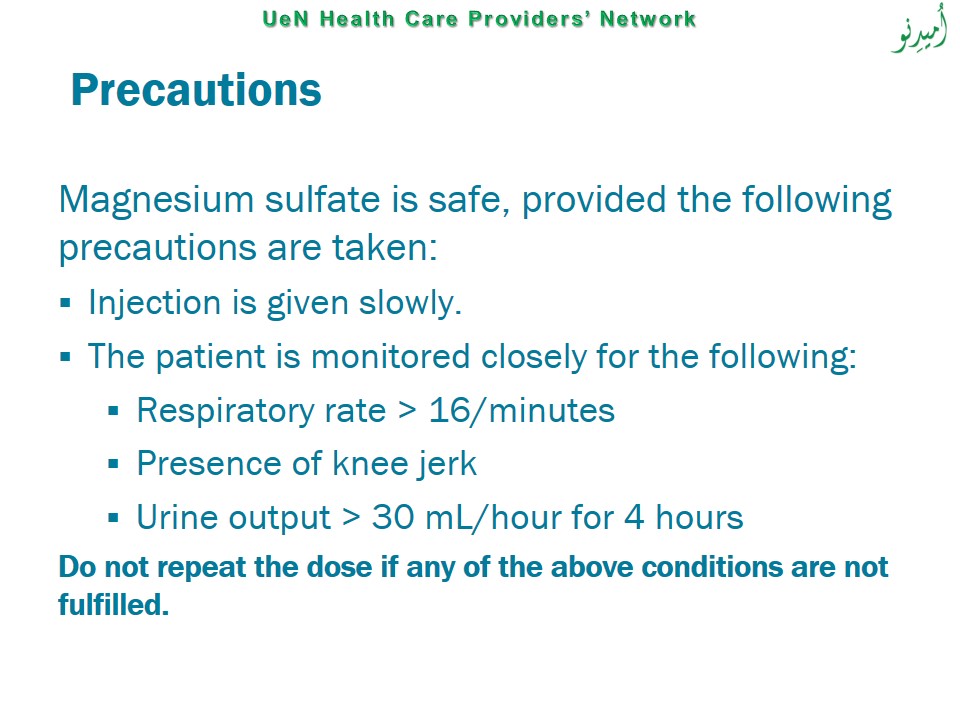 UeN Health Care Providers’ Network
اُميدِنو
Precautions
Magnesium sulfate is safe, provided the following
precautions are taken:
▪ Injection is given slowly.
▪ The patient is monitored closely for the following:
▪ Respiratory rate > 16/minutes
▪ Presence of knee jerk
▪ Urine output > 30 mL/hour for 4 hours
Do not repeat the dose if any of the above conditions are not
fulfilled.